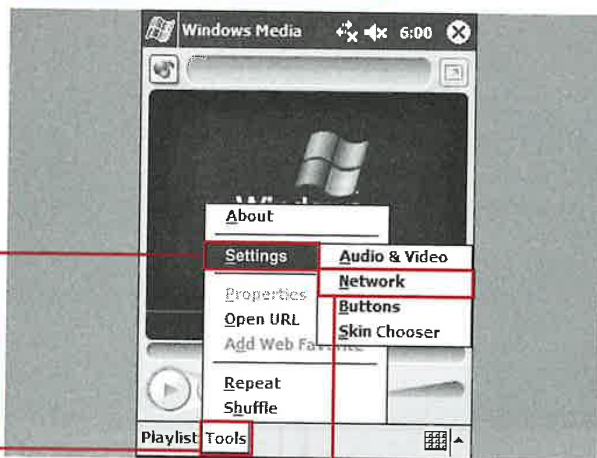 Windows Media 6:00
About
Settings
Audio & Video
Network
Properties
Buttons
Open URL
Skin Chooser
Add Web Favorite
Repeat
Shuffle
Playlist Tools